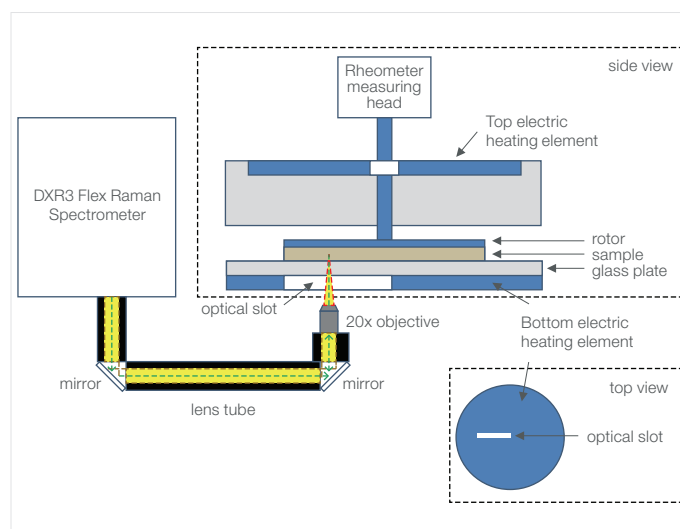 side view
Rheometer
measuring
head
Top electric
heating element
DXR3 Flex Raman
Spectrometer
rotor
sample
glass plate
optical slot
20x objective
Bottom electric
heating element
mirror
mirror
lens tube
top view
optical slot